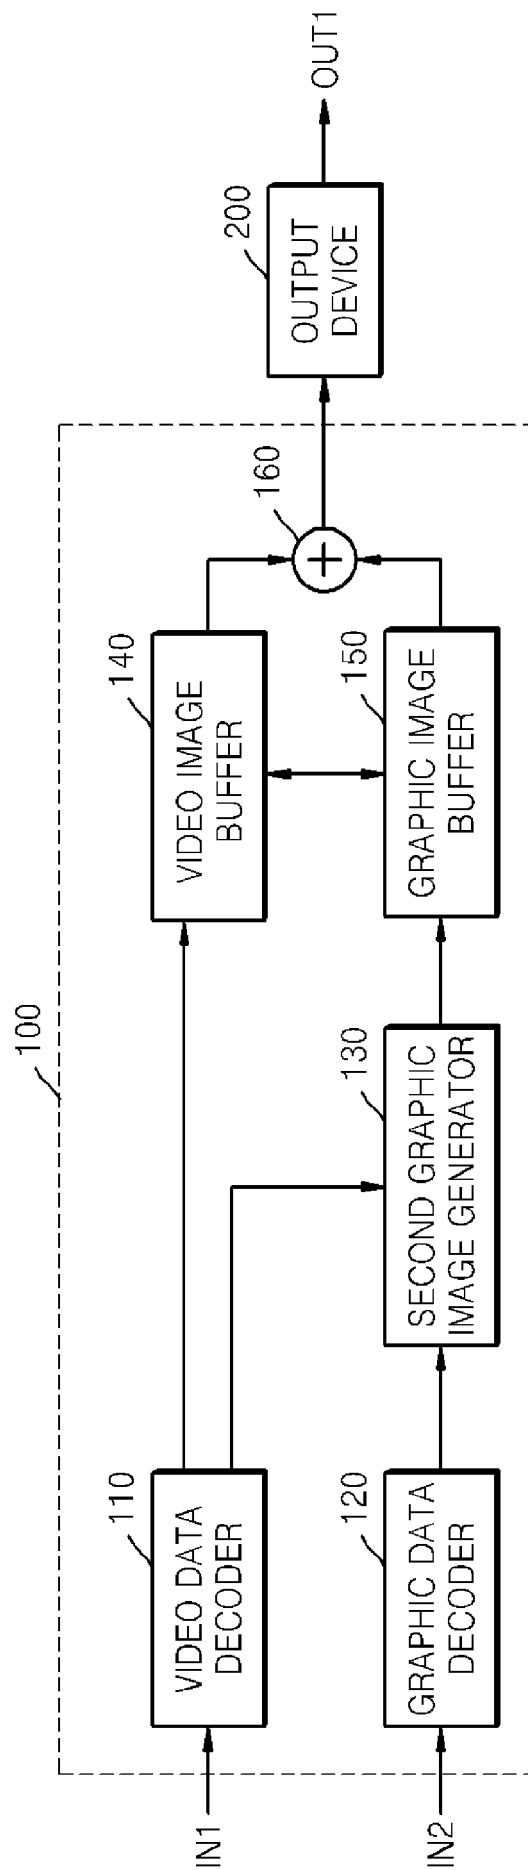 100
IN1
110
VIDEO DATA
DECODER
140
VIDEO IMAGE
BUFFER
160
+
200
OUTPUT
DEVICE
OUT1
IN2
120
GRAPHIC DATA
DECODER
130
SECOND GRAPHIC
IMAGE GENERATOR
150
GRAPHIC IMAGE
BUFFER